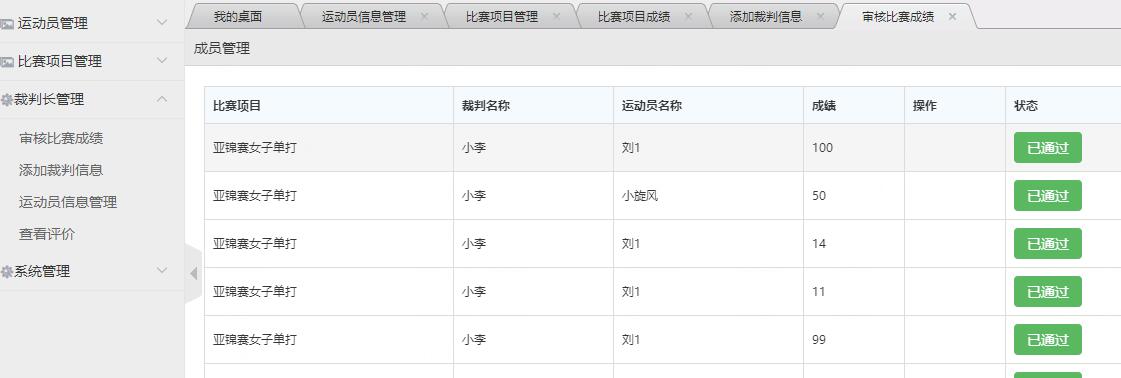 运动员管理
比赛项目管理
裁判长管理
审核比赛成绩
添加裁判信息
运动员信息管理
查看评价
系统管理
我的桌面 运动员信息管理 比赛项目管理 比赛项目成绩 添加裁判信息 审核比赛成绩
成员管理
比赛项目 裁判名称 运动员名称 成绩 操作 状态
亚锦赛女子单打 小李 刘1 100 已通过
亚锦赛女子单打 小李 小旋风 50 已通过
亚锦赛女子单打 小李 刘1 14 已通过
亚锦赛女子单打 小李 刘1 11 已通过
亚锦赛女子单打 小李 刘1 99 已通过